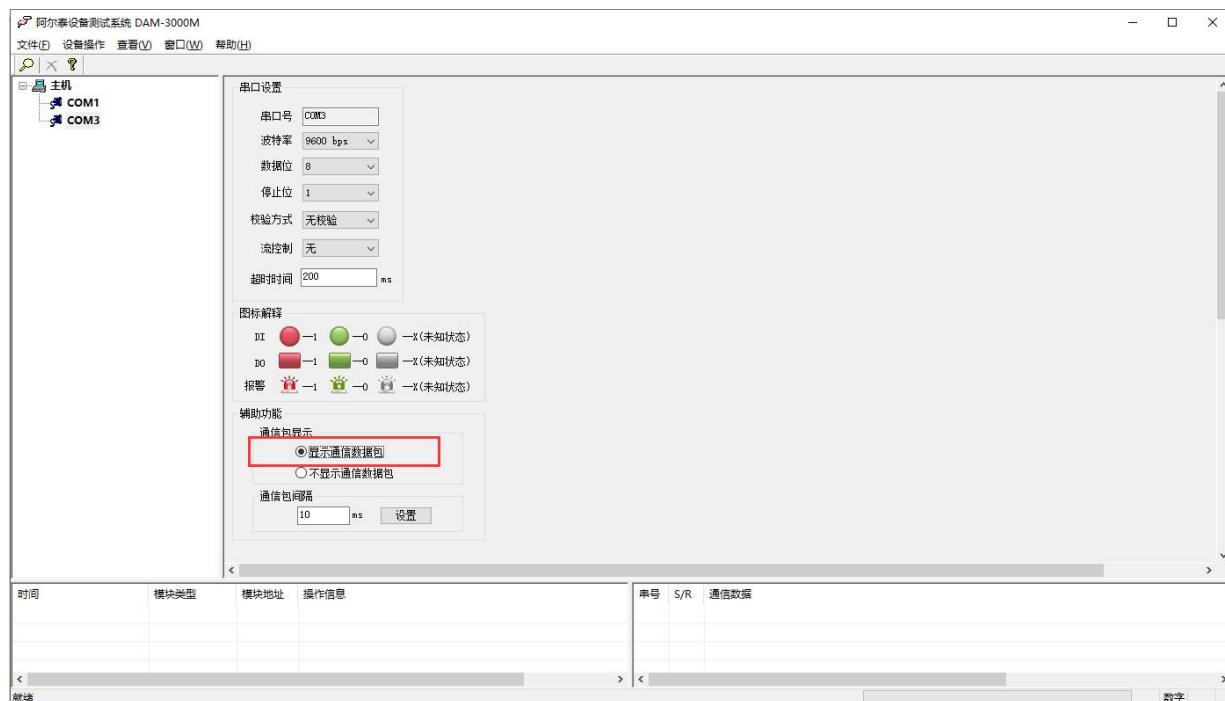 阿尔泰设备测试系统 DAM-3000M
文件(F) 设备操作 查看(V) 窗口(W) 帮助(H)
主机
COM1
COM3
串口设置
串口号 COM3
波特率 9600 bps
数据位 8
停止位 1
校验方式 无校验
流控制 无
超时时间 200 ms
图标解释
DI —1 —0 —X(未知状态)
DO —1 —0 —X(未知状态)
报警 —1 —0 —X(未知状态)
辅助功能
通信包显示
显示通信数据包
不显示通信数据包
通信包间隔
10 ms 设置
时间 模块类型 模块地址 操作信息 串号 S/R 通信数据
就绪 数字